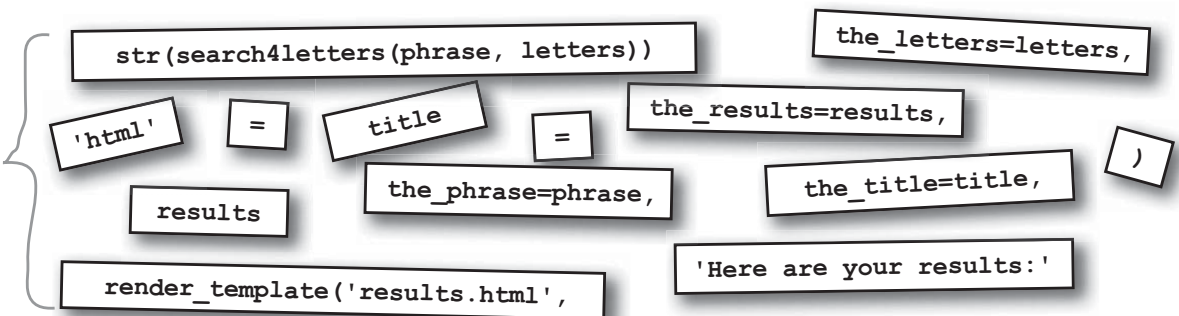 str(search4letters(phrase, letters))
the_letters=letters,
'html'
=
title
=
the_results=results,
)
results
the_phrase=phrase,
the_title=title,
render_template('results.html',
'Here are your results:'